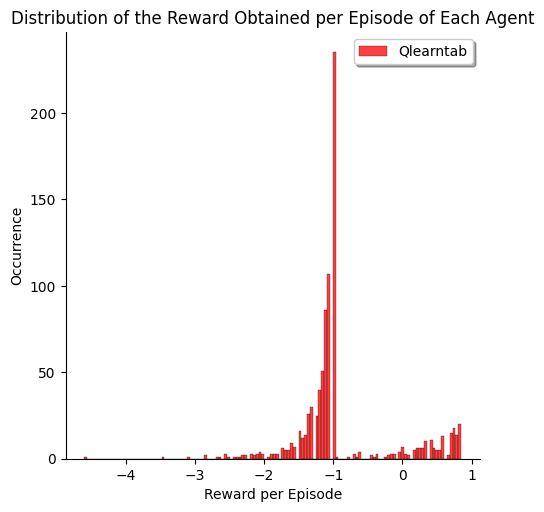 Distribution of the Reward Obtained per Episode of Each Agent
Qlearntab
200
150
100
50
0
Occurrence
−4
−3
−2
−1
0
1
Reward per Episode